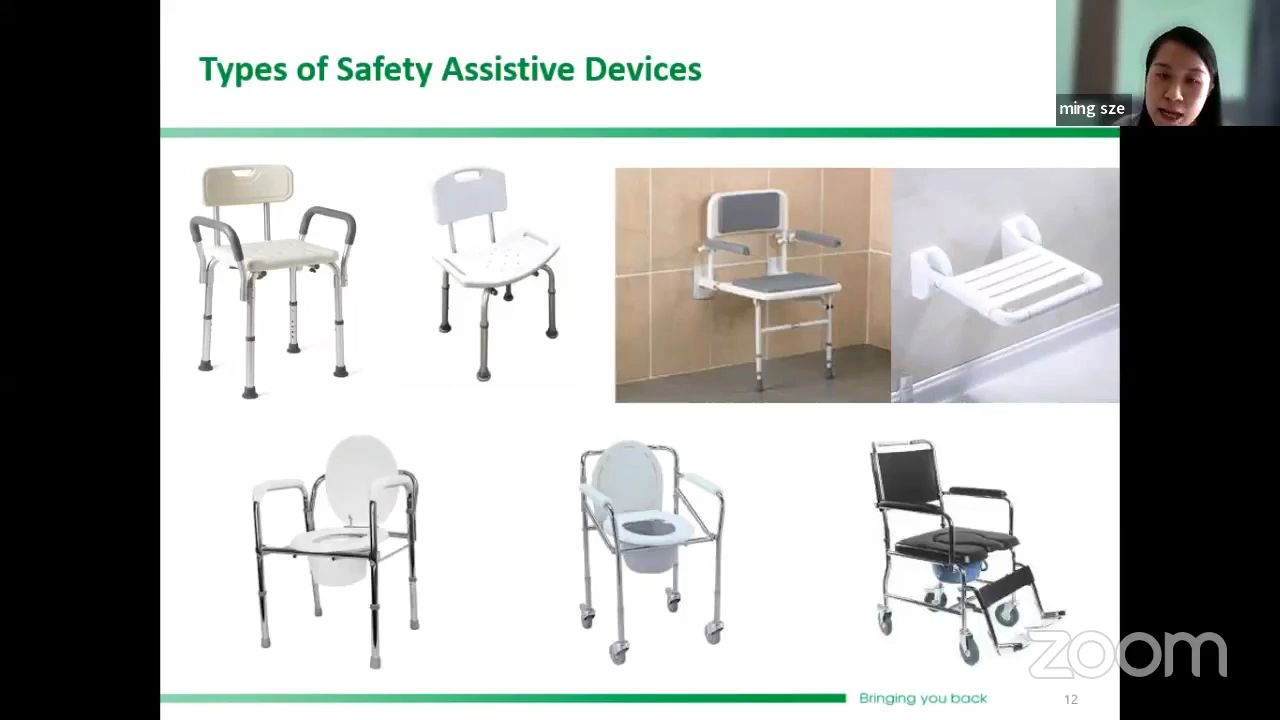 Types of Safety Assistive Devices
ming sze
zoom
Bringing you back
12